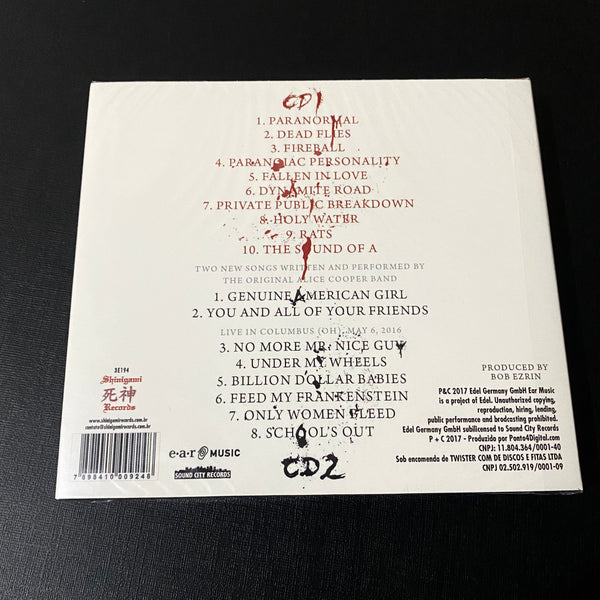 CD1
1. PARANORMAL
2. DEAD FLIES
3. FIREBALL
4. PARANOIAC PERSONALITY
5. FALLEN IN LOVE
6. DYNAMITE ROAD
7. PRIVATE PUBLIC BREAKDOWN
8. HOLY WATER
9. RATS
10. THE SOUND OF A
TWO NEW SONGS WRITTEN AND PERFORMED BY
THE ORIGINAL ALICE COOPER BAND
1. GENUINE AMERICAN GIRL
2. YOU AND ALL OF YOUR FRIENDS
LIVE IN COLUMBUS (OH), MAY 6, 2016
3. NO MORE MR. NICE GUY
4. UNDER MY WHEELS
5. BILLION DOLLAR BABIES
6. FEED MY FRANKENSTEIN
7. ONLY WOMEN BLEED
8. SCHOOL'S OUT
CD2
3E194
Shinigami
死神
Records
www.shinigamirecords.com.br
contato@shinigamirecords.com.br
7898410009246
e·a·r MUSIC
SOUND CITY RECORDS
PRODUCED BY
BOB EZRIN
P&C 2017 Edel Germany GmbH Ear Music
is a project of Edel. Unauthorized copying,
reproduction, hiring, lending,
public performance and brodcasting prohibited.
Edel Germany GmbH sublicensed to Sound City Records
P + C 2017 - Produzido por Ponto4Digital.com
CNPJ: 11.804.364/0001-40
Sob encomenda de TWISTER COM DE DISCOS E FITAS LTDA
CNPJ 02.502.919/0001-09